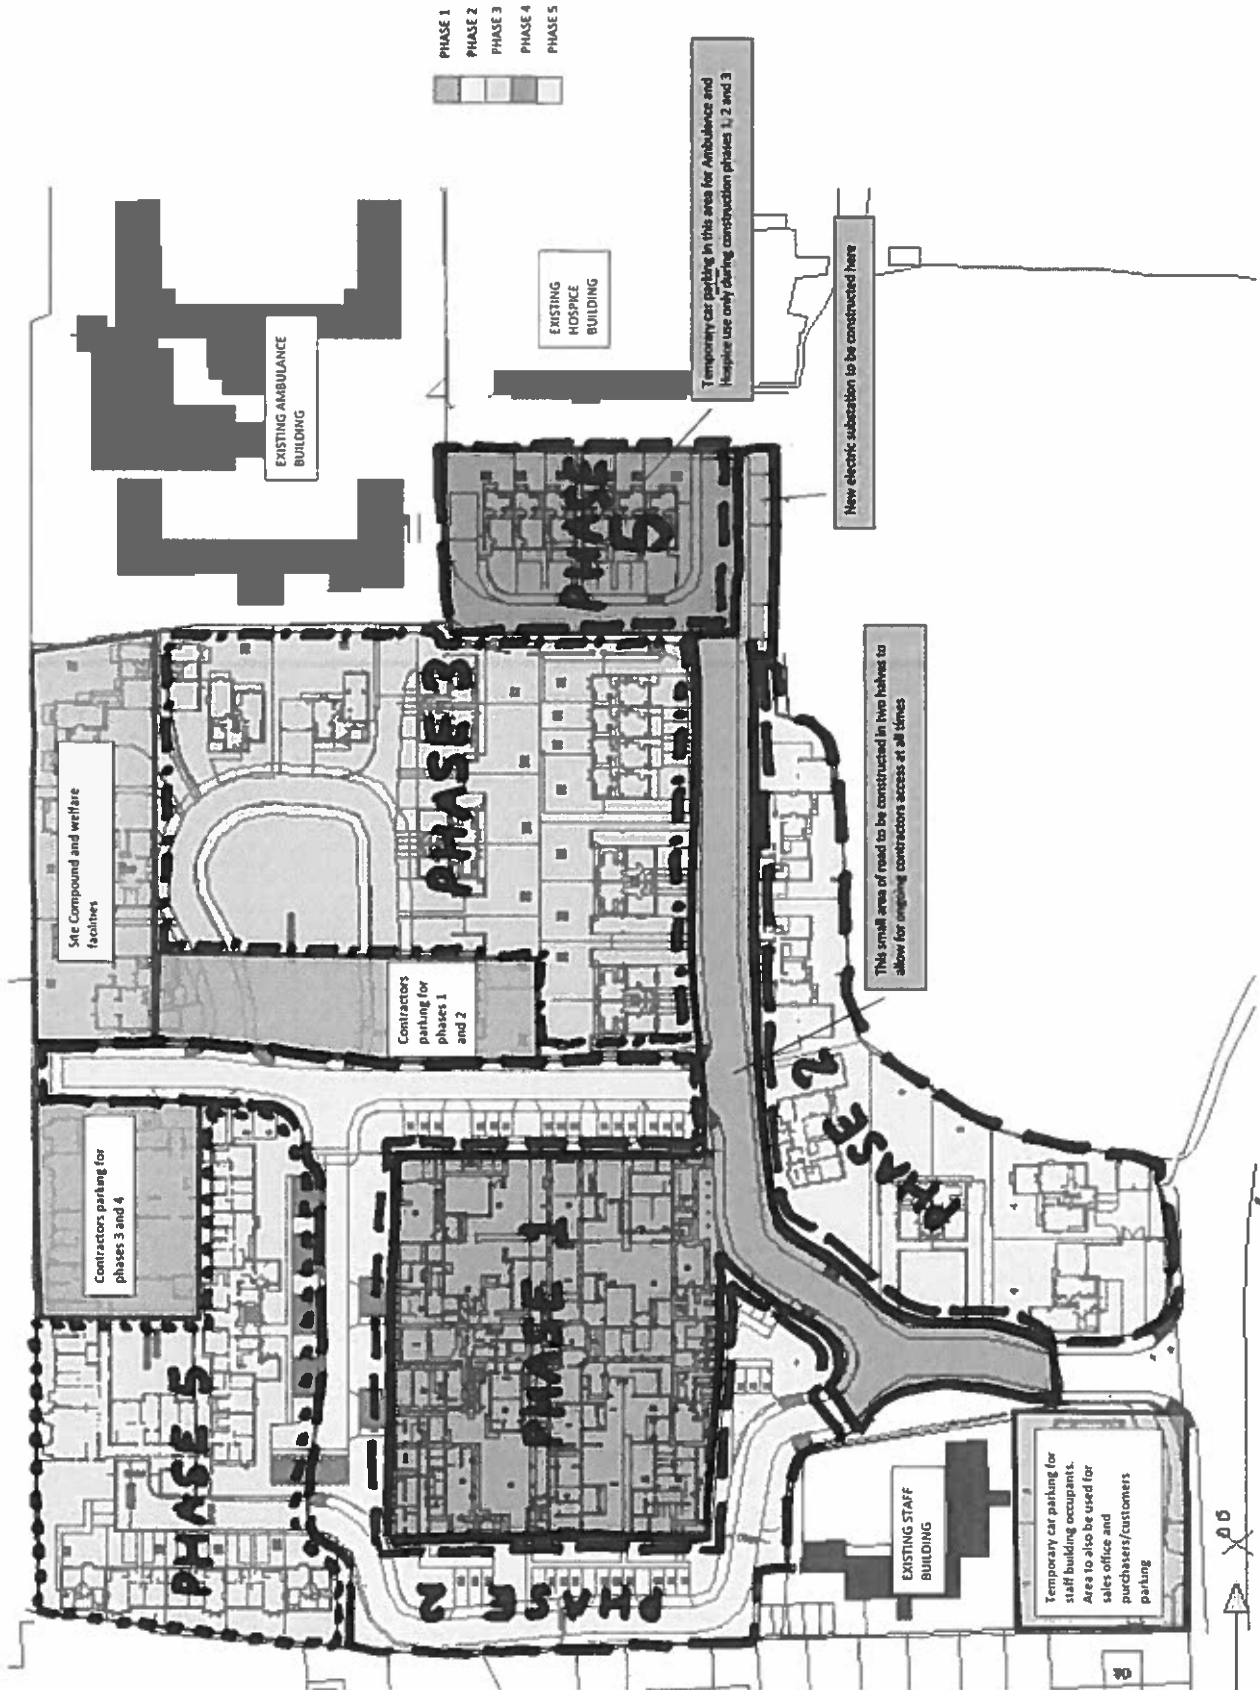 PHASE 1
PHASE 2
PHASE 3
PHASE 4
PHASE 5
Temporary car parking in this area for Ambulance and
Hospice use only during construction phases 1, 2 and 3
EXISTING
HOSPICE
BUILDING
EXISTING AMBULANCE
BUILDING
New electric substation to be constructed here
PHASE
5
Site Compound and welfare
facilities
PHASE 3
This small area of road to be constructed in two halves to
allow for ongoing contractors access at all times
Contractors
parking for
phases 1
and 2
Contractors parking for
phases 3 and 4
PHASE 2
PHASE 1
PHASE 5
PHASE 2
4
4
EXISTING STAFF
BUILDING
Temporary car parking for
staff building occupants.
Area to also be used for
sales office and
purchasers/customers
parking